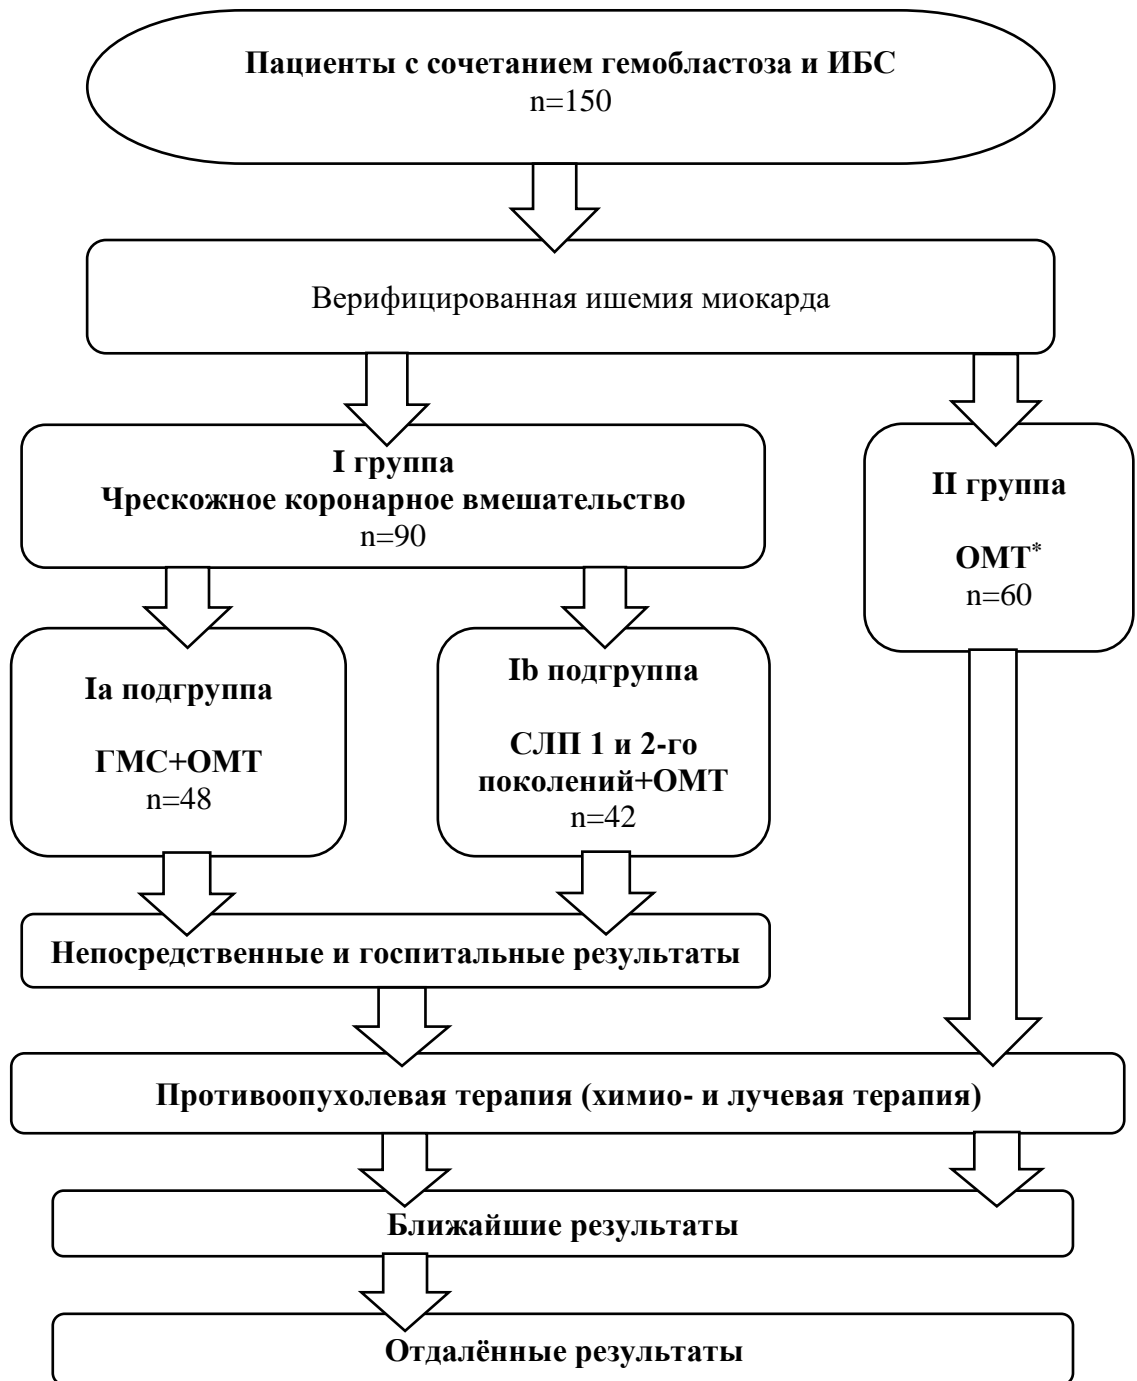 Пациенты с сочетанием гемобластоза и ИБС
n=150
Верифицированная ишемия миокарда
I группа
Чрескожное коронарное вмешательство
n=90
II группа
ОМТ*
n=60
Ia подгруппа
ГМС+ОМТ
n=48
Ib подгруппа
СЛП 1 и 2-го
поколений+ОМТ
n=42
Непосредственные и госпитальные результаты
Противоопухолевая терапия (химио- и лучевая терапия)
Ближайшие результаты
Отдалённые результаты